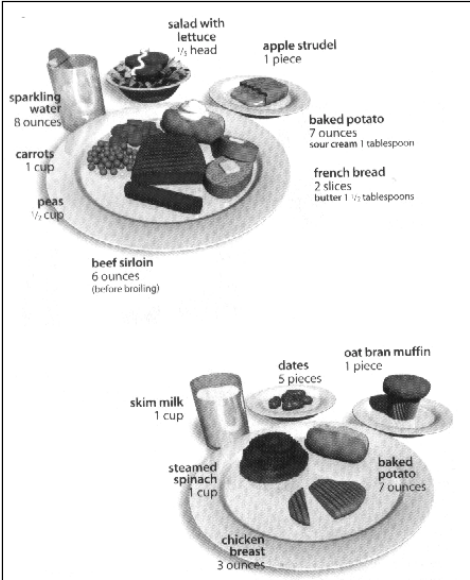 salad with
lettuce
1/3 head
apple strudel
1 piece
sparkling
water
8 ounces
baked potato
7 ounces
sour cream 1 tablespoon
carrots
1 cup
french bread
2 slices
butter 1 1/2 tablespoons
peas
1/2 cup
beef sirloin
6 ounces
(before broiling)
oat bran muffin
1 piece
dates
5 pieces
skim milk
1 cup
baked
potato
7 ounces
steamed
spinach
1 cup
chicken
breast
3 ounces